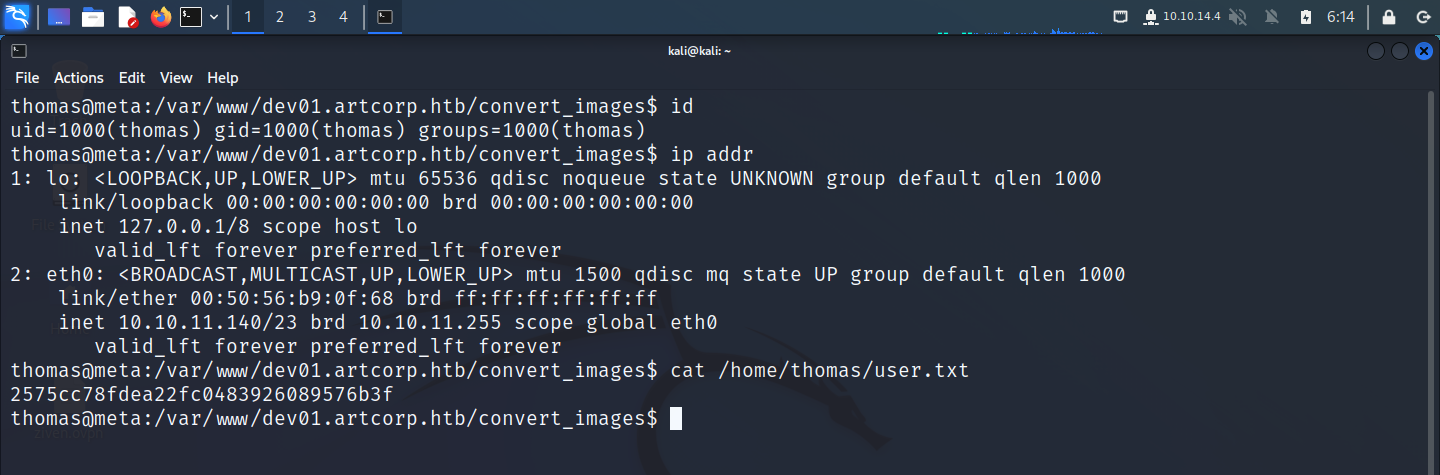 1 2 3 4 10.10.14.4 6:14
kali@kali: ~
File Actions Edit View Help
thomas@meta:/var/www/dev01.artcorp.htb/convert_images$ id
uid=1000(thomas) gid=1000(thomas) groups=1000(thomas)
thomas@meta:/var/www/dev01.artcorp.htb/convert_images$ ip addr
1: lo: <LOOPBACK,UP,LOWER_UP> mtu 65536 qdisc noqueue state UNKNOWN group default qlen 1000
    link/loopback 00:00:00:00:00:00 brd 00:00:00:00:00:00
    inet 127.0.0.1/8 scope host lo
       valid_lft forever preferred_lft forever
2: eth0: <BROADCAST,MULTICAST,UP,LOWER_UP> mtu 1500 qdisc mq state UP group default qlen 1000
    link/ether 00:50:56:b9:0f:68 brd ff:ff:ff:ff:ff:ff
    inet 10.10.11.140/23 brd 10.10.11.255 scope global eth0
       valid_lft forever preferred_lft forever
thomas@meta:/var/www/dev01.artcorp.htb/convert_images$ cat /home/thomas/user.txt
2575cc78fdea22fc0483926089576b3f
thomas@meta:/var/www/dev01.artcorp.htb/convert_images$